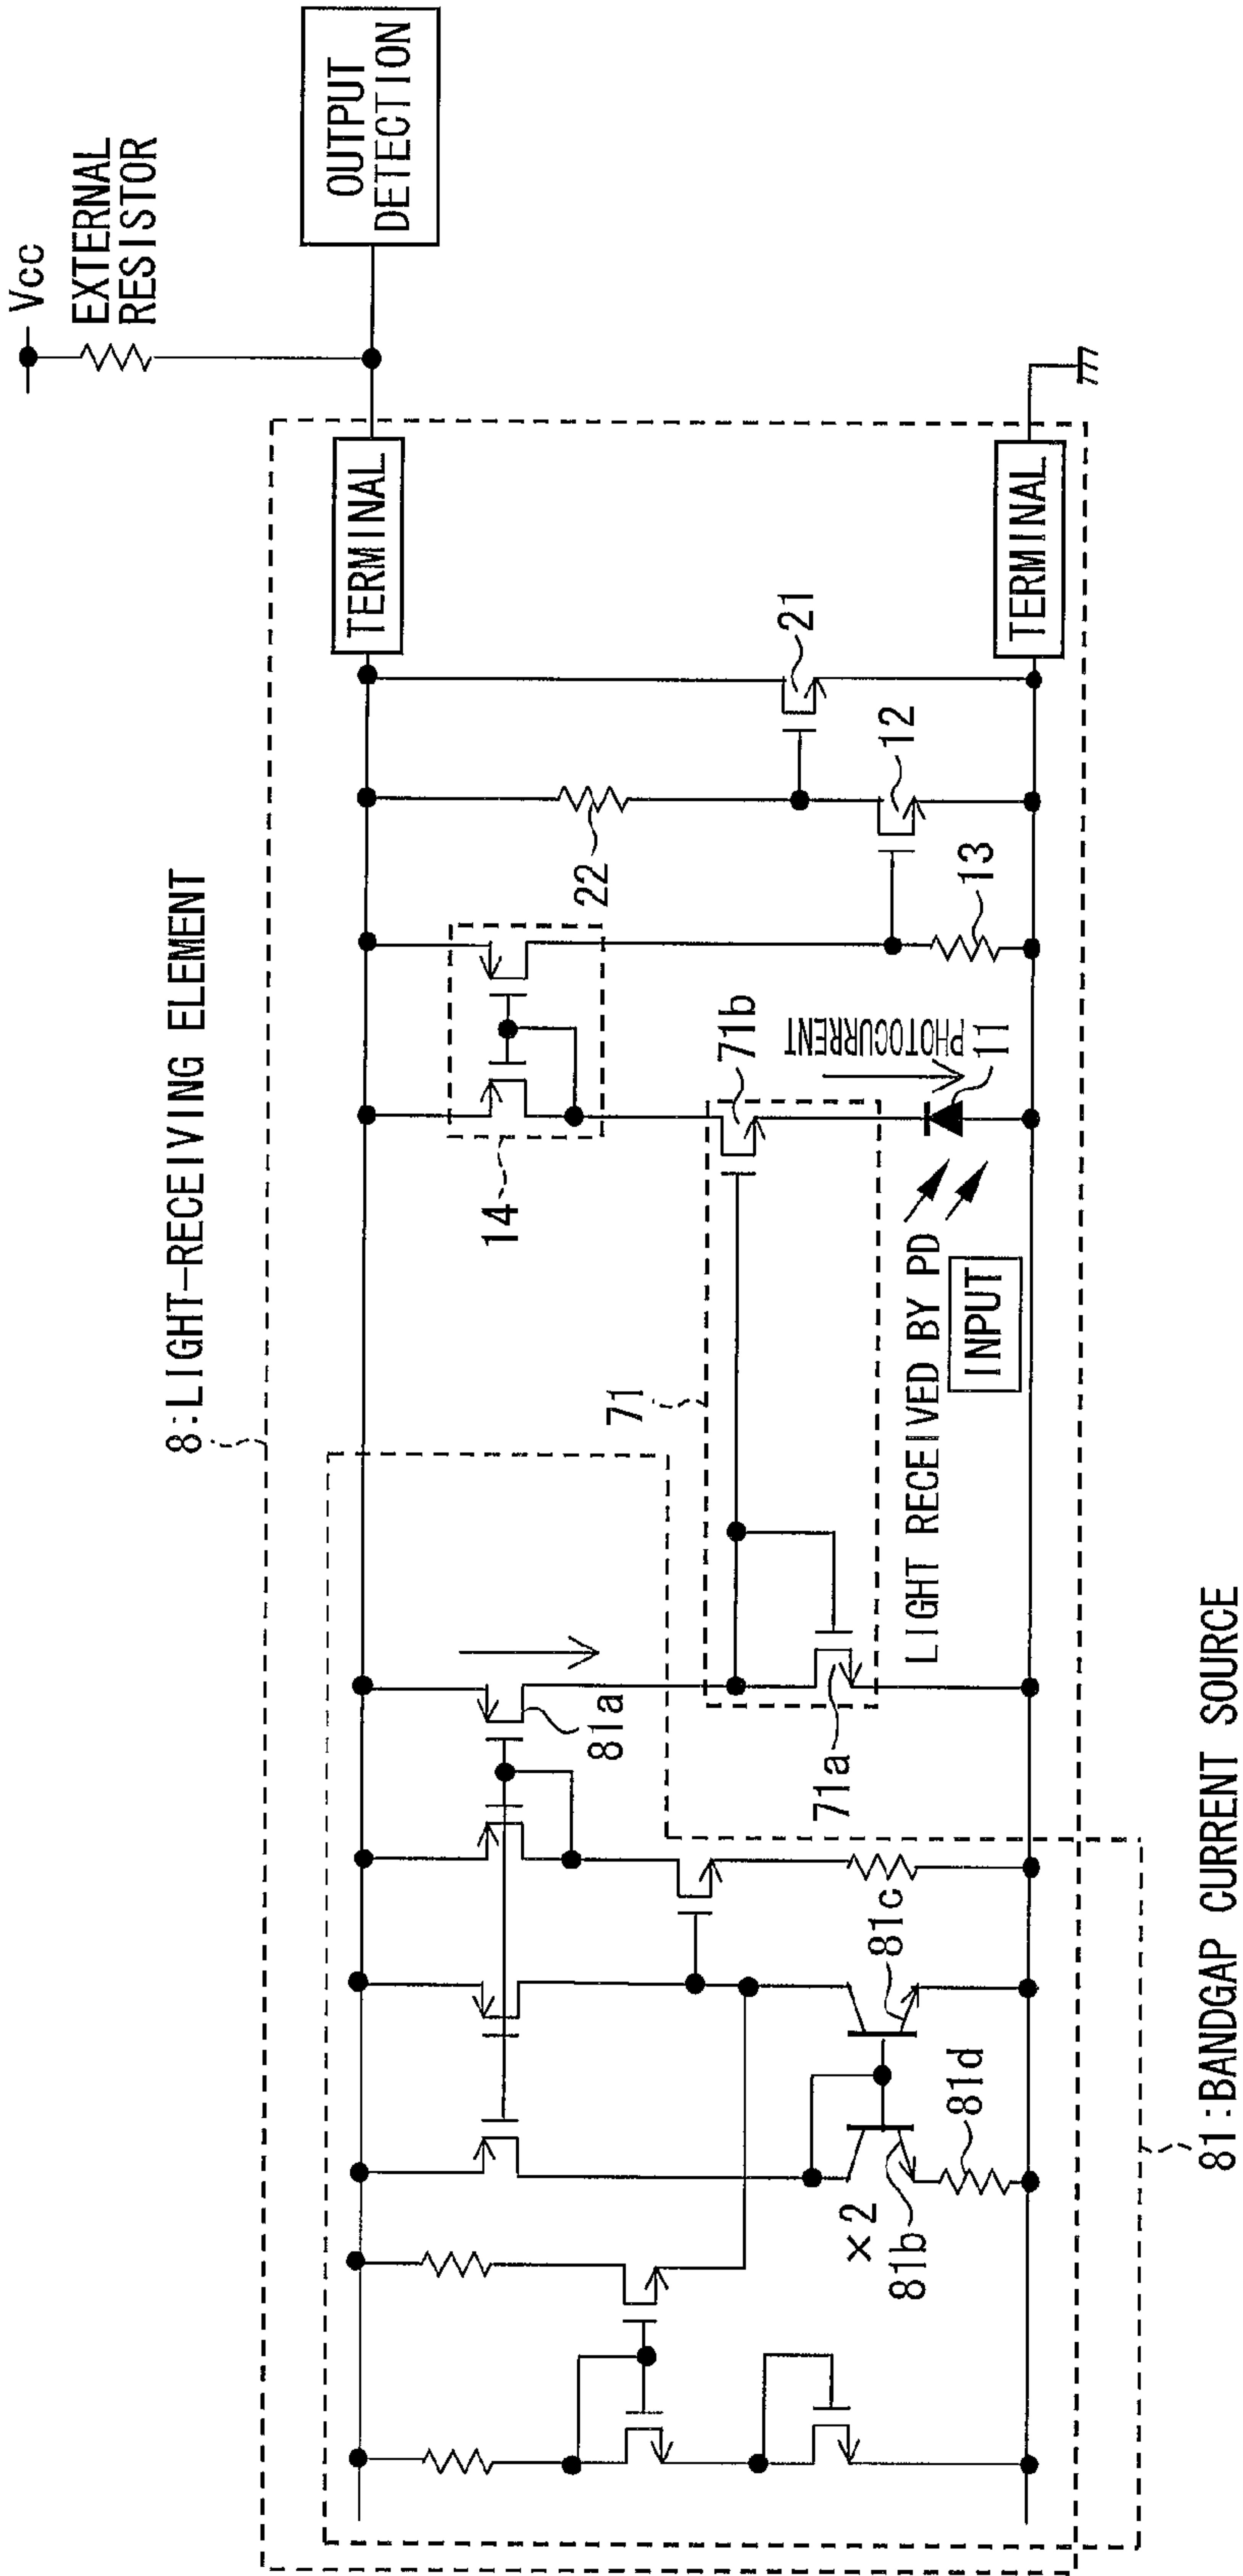 8:LIGHT-RECEIVING ELEMENT
Vcc
EXTERNAL
RESISTOR
OUTPUT
DETECTION
TERMINAL
TERMINAL
21
22
12
13
14
71b
PHOTOCURRENT
11
71
LIGHT RECEIVED BY PD
INPUT
81a
71a
81c
81d
×2
81b
81:BANDGAP CURRENT SOURCE